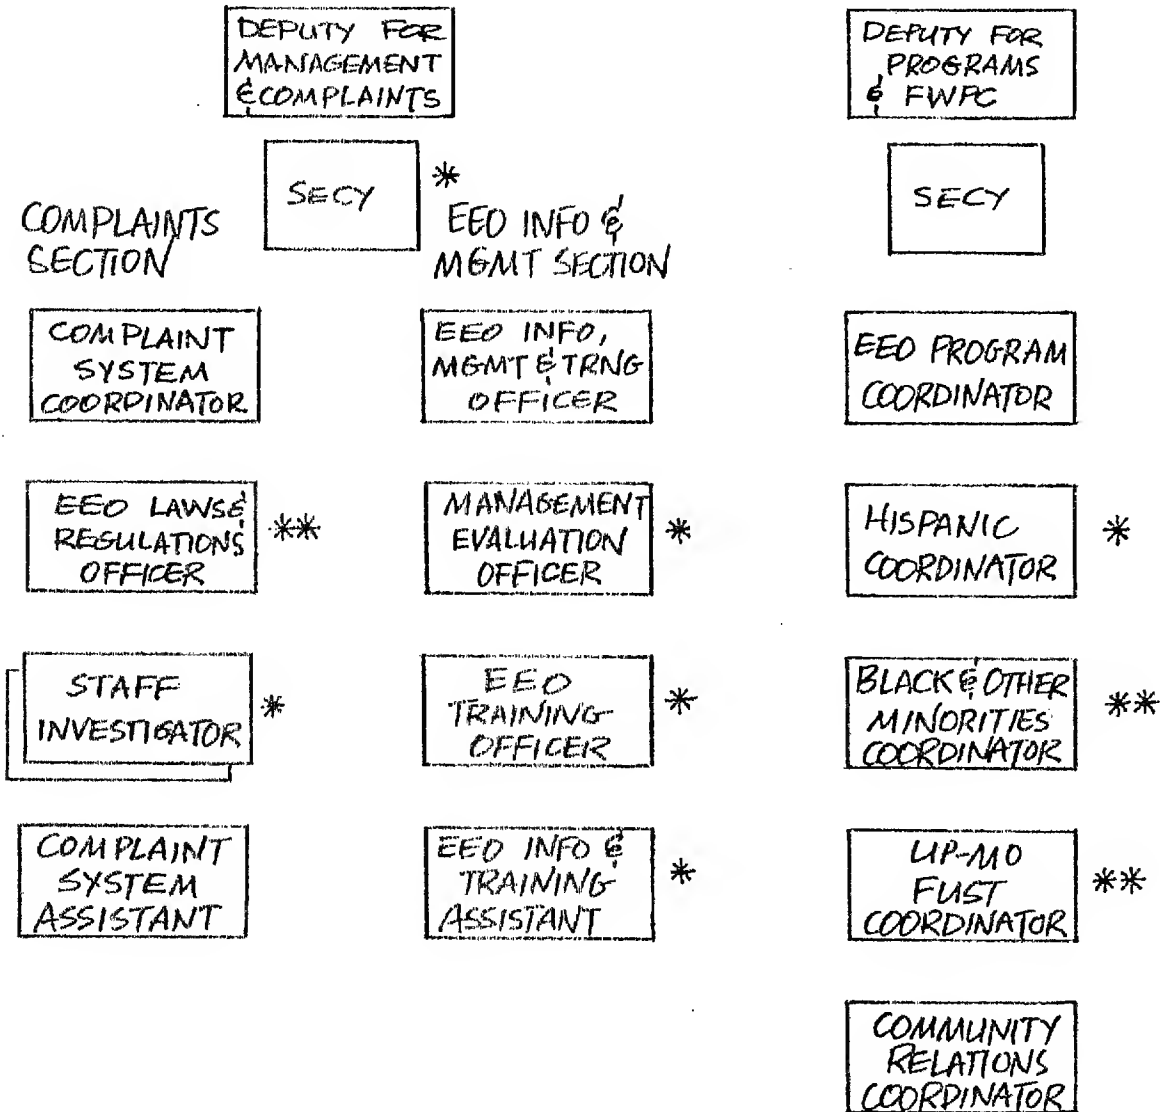 DEPUTY FOR
MANAGEMENT
& COMPLAINTS
SECY *
COMPLAINTS
SECTION
EEO INFO &
MGMT SECTION
COMPLAINT
SYSTEM
COORDINATOR
EEO LAWS &
REGULATIONS **
OFFICER
STAFF
INVESTIGATOR *
COMPLAINT
SYSTEM
ASSISTANT
EEO INFO,
MGMT & TRNG
OFFICER
MANAGEMENT
EVALUATION *
OFFICER
EEO
TRAINING *
OFFICER
EEO INFO &
TRAINING *
ASSISTANT
DEPUTY FOR
PROGRAMS
& FWPC
SECY
EEO PROGRAM
COORDINATOR
HISPANIC *
COORDINATOR
BLACK & OTHER
MINORITIES **
COORDINATOR
UP-MO
FUST **
COORDINATOR
COMMUNITY
RELATIONS
COORDINATOR